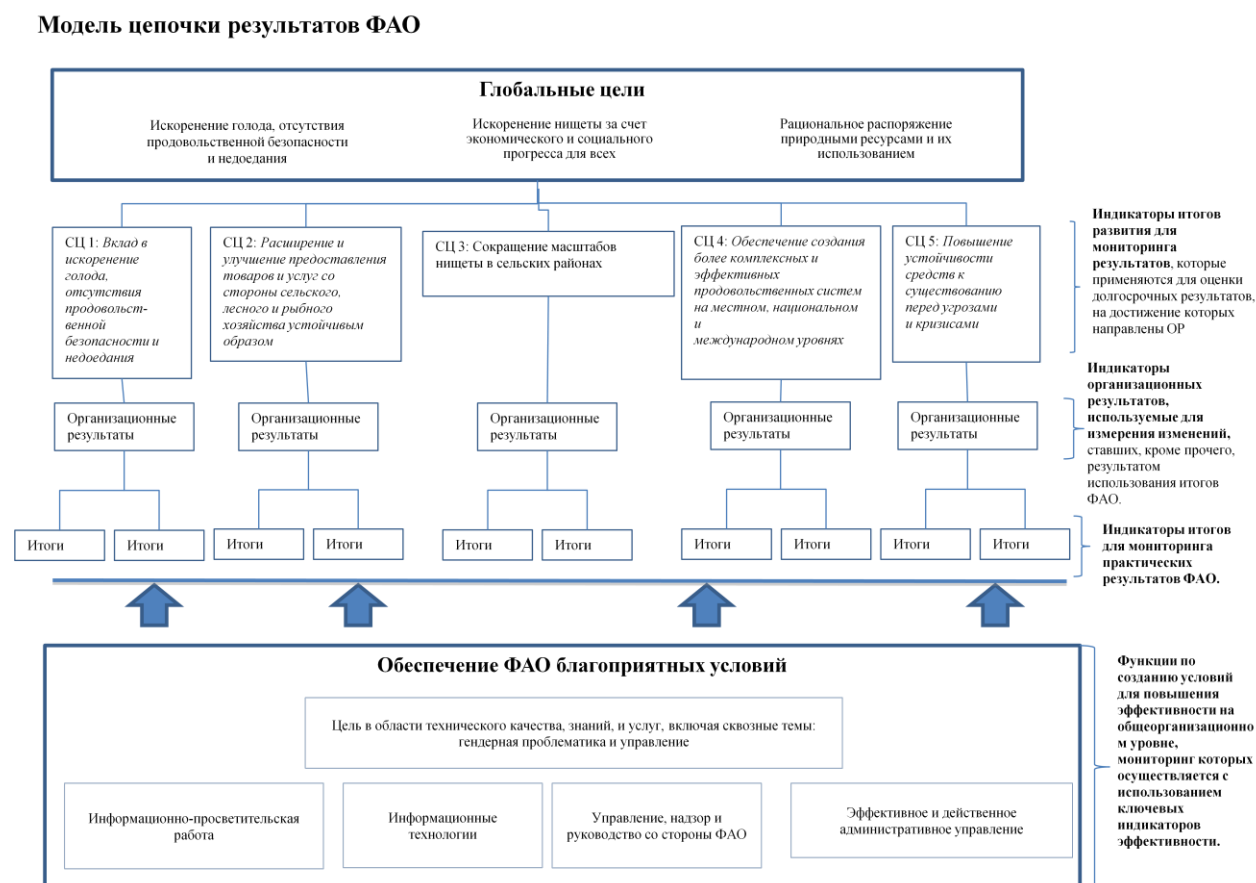 Модель цепочки результатов ФАО
Глобальные цели
Искоренение голода, отсутствия
продовольственной безопасности
и недоедания
Искоренение нищеты за счет
экономического и социального
прогресса для всех
Рациональное распоряжение
природными ресурсами и их
использованием
СЦ 1: Вклад в
искоренение
голода,
отсутствия
продовольст-
венной
безопасности и
недоедания
СЦ 2: Расширение и
улучшение предоставления
товаров и услуг со
стороны сельского,
лесного и рыбного
хозяйства устойчивым
образом
СЦ 3: Сокращение масштабов
нищеты в сельских районах
СЦ 4: Обеспечение создания
более комплексных и
эффективных
продовольственных систем
на местном, национальном
и
международном уровнях
СЦ 5: Повышение
устойчивости
средств к
существованию
перед угрозами
и кризисами
Индикаторы итогов
развития для
мониторинга
результатов, которые
применяются для оценки
долгосрочных результатов,
на достижение которых
направлены ОР
Организационные
результаты
Организационные
результаты
Организационные
результаты
Организационные
результаты
Организационные
результаты
Индикаторы
организационных
результатов,
используемые для
измерения изменений,
ставших, кроме прочего,
результатом
использования итогов
ФАО.
Итоги
Итоги
Итоги
Итоги
Итоги
Итоги
Итоги
Итоги
Итоги
Итоги
Индикаторы итогов
для мониторинга
практических
результатов ФАО.
Обеспечение ФАО благоприятных условий
Цель в области технического качества, знаний, и услуг, включая сквозные темы:
гендерная проблематика и управление
Информационно-просветительская
работа
Информационные
технологии
Управление, надзор и
руководство со стороны ФАО
Эффективное и действенное
административное управление
Функции по
созданию условий
для повышения
эффективности на
общеорганизационно
м уровне,
мониторинг которых
осуществляется с
использованием
ключевых
индикаторов
эффективности.